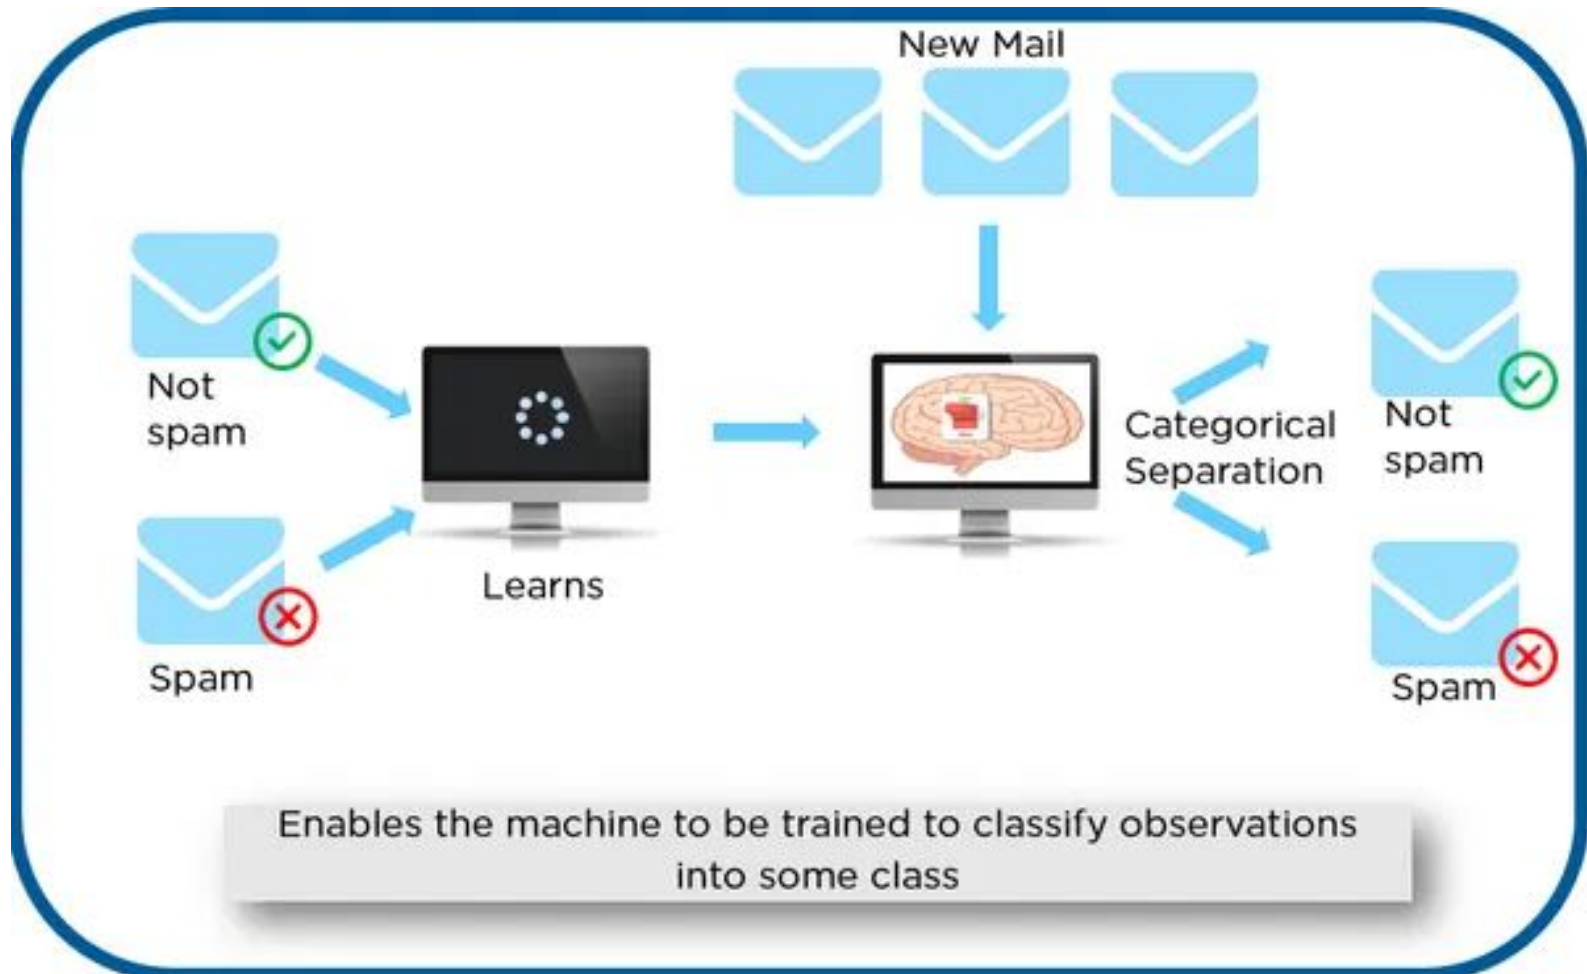 New Mail
Not
spam
Spam
Learns
Categorical
Separation
Not
spam
Spam
Enables the machine to be trained to classify observations
into some class